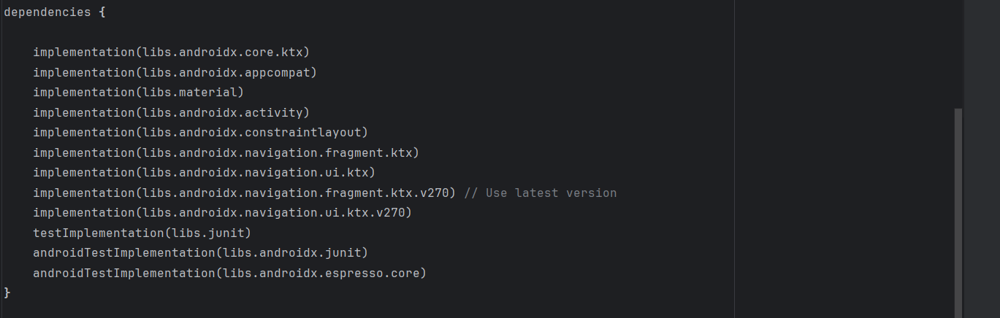 dependencies {
implementation(libs.androidx.core.ktx)
implementation(libs.androidx.appcompat)
implementation(libs.material)
implementation(libs.androidx.activity)
implementation(libs.androidx.constraintlayout)
implementation(libs.androidx.navigation.fragment.ktx)
implementation(libs.androidx.navigation.ui.ktx)
implementation(libs.androidx.navigation.fragment.ktx.v270) // Use latest version
implementation(libs.androidx.navigation.ui.ktx.v270)
testImplementation(libs.junit)
androidTestImplementation(libs.androidx.junit)
androidTestImplementation(libs.androidx.espresso.core)
}